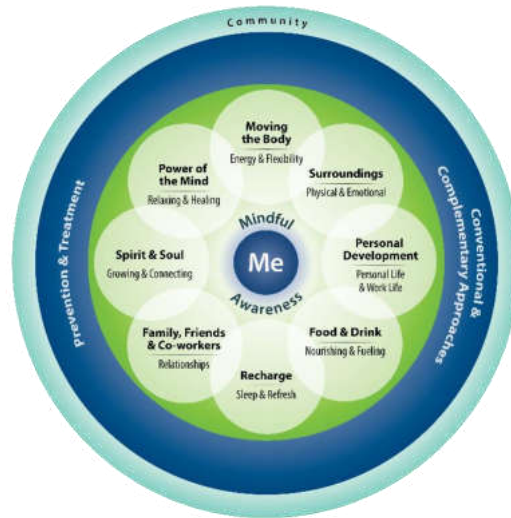 Community
Prevention & Treatment
Conventional &
Complementary Approaches
Moving
the Body
Energy & Flexibility
Surroundings
Physical & Emotional
Personal
Development
Personal Life
& Work Life
Food & Drink
Nourishing & Fueling
Recharge
Sleep & Refresh
Family, Friends
& Co-workers
Relationships
Spirit & Soul
Growing & Connecting
Power of
the Mind
Relaxing & Healing
Mindful
Me
Awareness